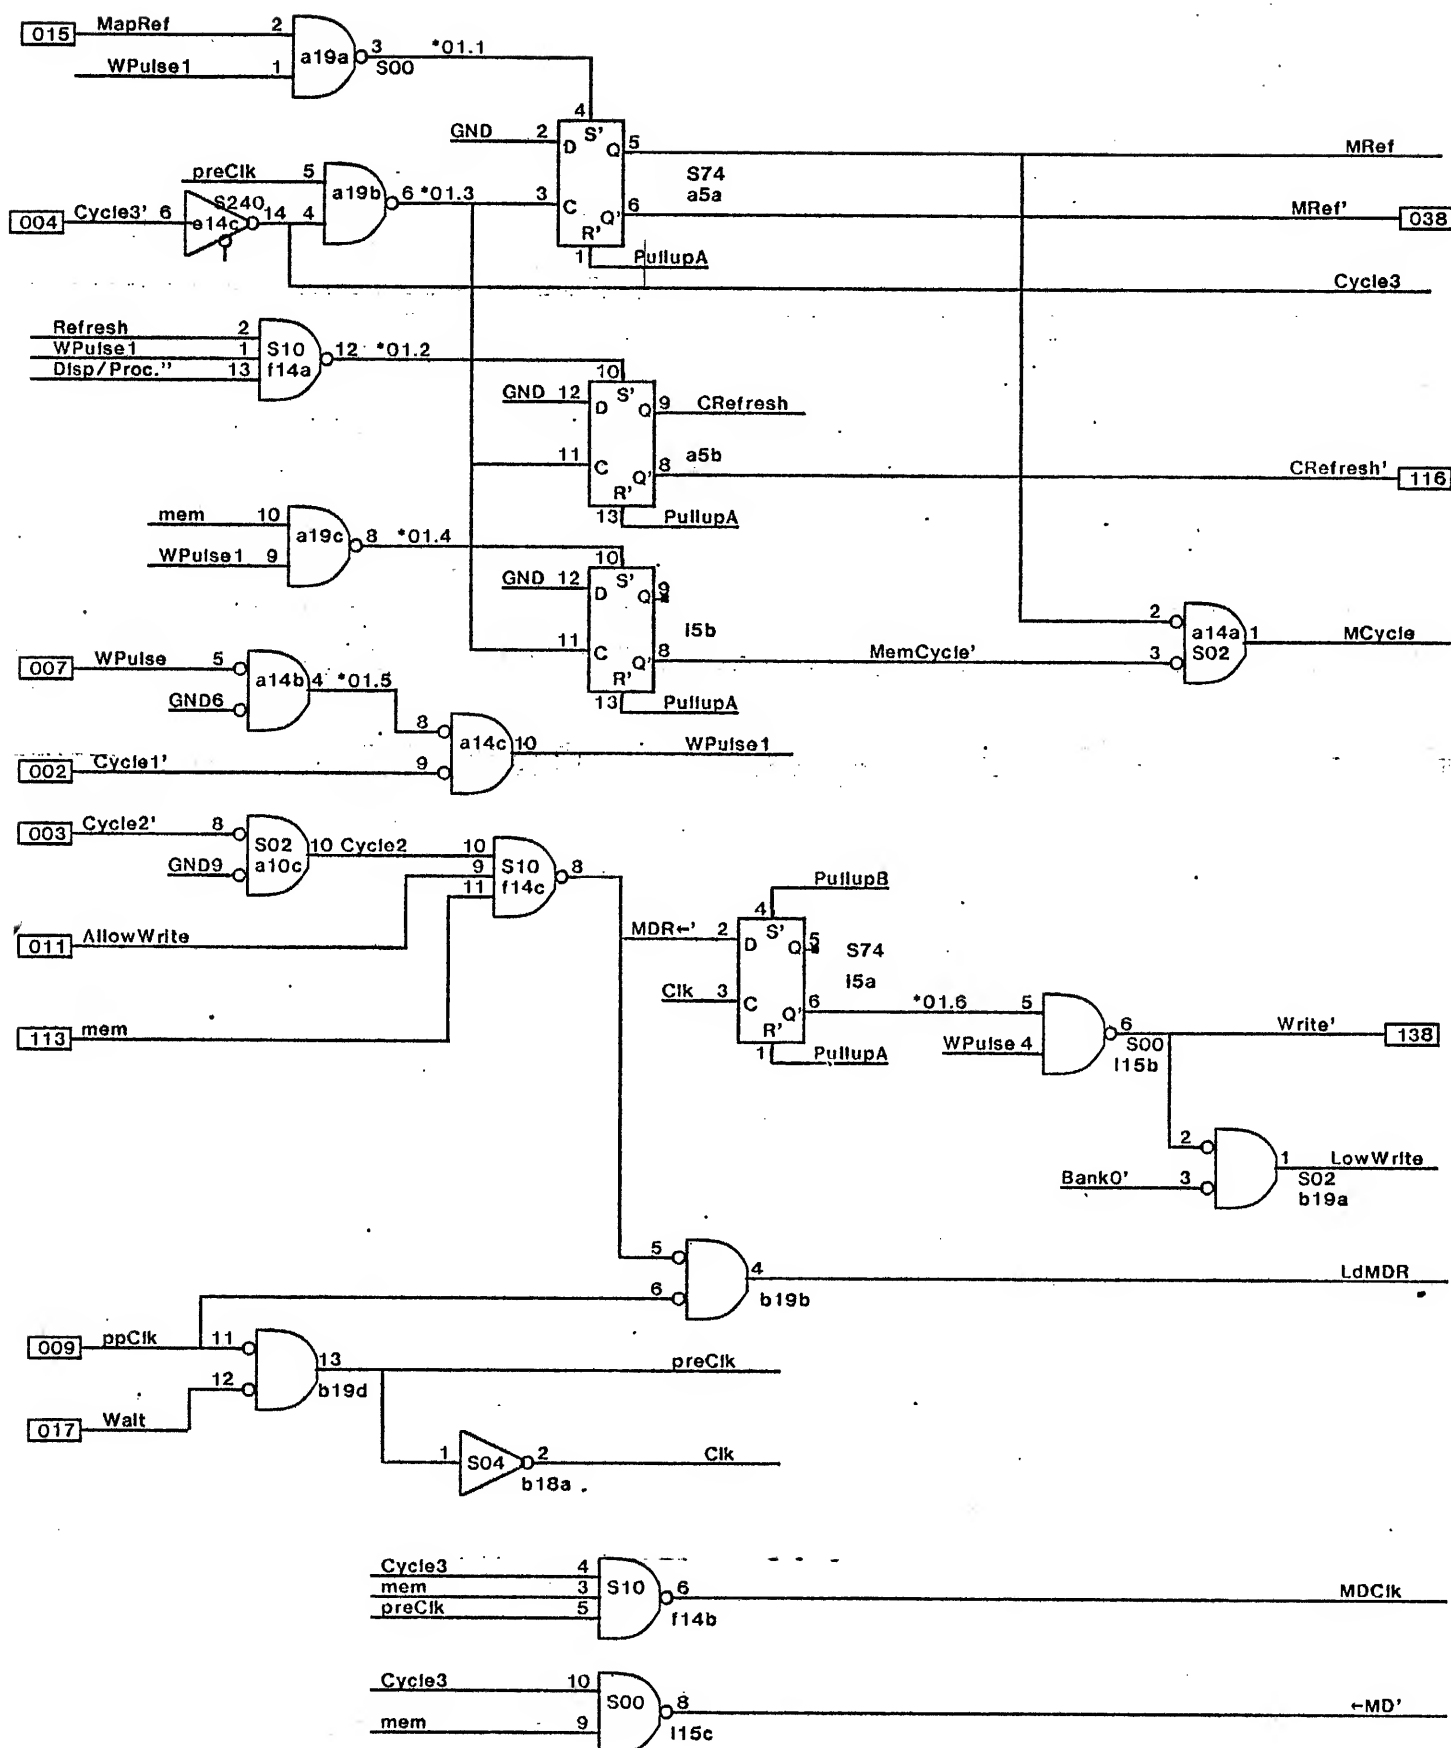 015 MapRef 2 a19a 3 *01.1
S00
WPulse1 1
4
GND 2 D S' Q 5 MRef
S74
a5a
preClk 5 a19b 6 *01.3 3 C Q' 6 MRef' 038
004 Cycle3' 6 e14c S240 14 4
R'
1 PullupA
Cycle3
Refresh 2
WPulse1 1 S10 12 *01.2
Disp/Proc.'' 13 f14a
10
GND 12 D S' Q 9 CRefresh
a5b
11 C Q' 8 CRefresh' 116
R'
13 PullupA
mem 10 a19c 8 *01.4
WPulse1 9
10
GND 12 D S' Q 9
l5b
11 C Q' 8 MemCycle' 3
R'
13 PullupA
2 a14a 1 MCycle
S02
007 WPulse 5 a14b 4 *01.5
GND6
8 a14c 10 WPulse1
002 Cycle1' 9
003 Cycle2' 8 S02 10 Cycle2 10
GND9 a10c
9 S10 8
11 f14c
011 AllowWrite
113 mem
PullupB
4
MDR←' 2 D S' Q 5 S74
l5a
Clk 3 C Q' 6 *01.6 5 6 Write' 138
R'
1 PullupA
WPulse 4 S00
l15b
2 1 LowWrite
Bank0' 3 S02
b19a
5 4 LdMDR
6 b19b
009 ppClk 11 13 preClk
12 b19d
017 Wait
1 S04 2 Clk
b18a
Cycle3 4
mem 3 S10 6 MDClk
preClk 5 f14b
Cycle3 10 S00 8 ←MD'
mem 9 l15c